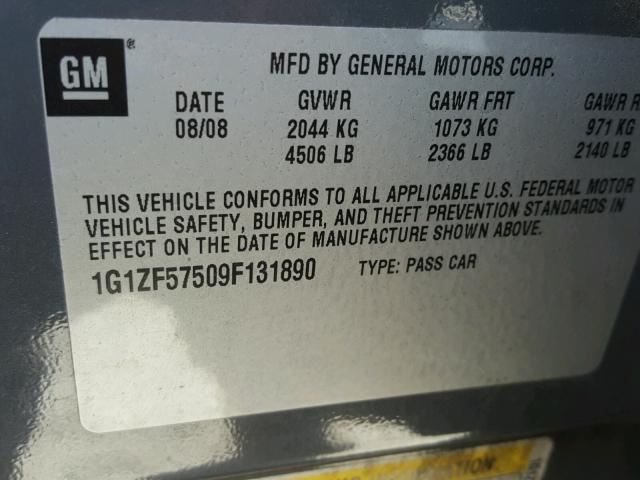 GM ®
MFD BY GENERAL MOTORS CORP.
DATE GVWR GAWR FRT GAWR R
08/08 2044 KG 1073 KG 971 KG
4506 LB 2366 LB 2140 LB
THIS VEHICLE CONFORMS TO ALL APPLICABLE U.S. FEDERAL MOTOR
VEHICLE SAFETY, BUMPER, AND THEFT PREVENTION STANDARDS IN
EFFECT ON THE DATE OF MANUFACTURE SHOWN ABOVE.
1G1ZF57509F131890 TYPE: PASS CAR